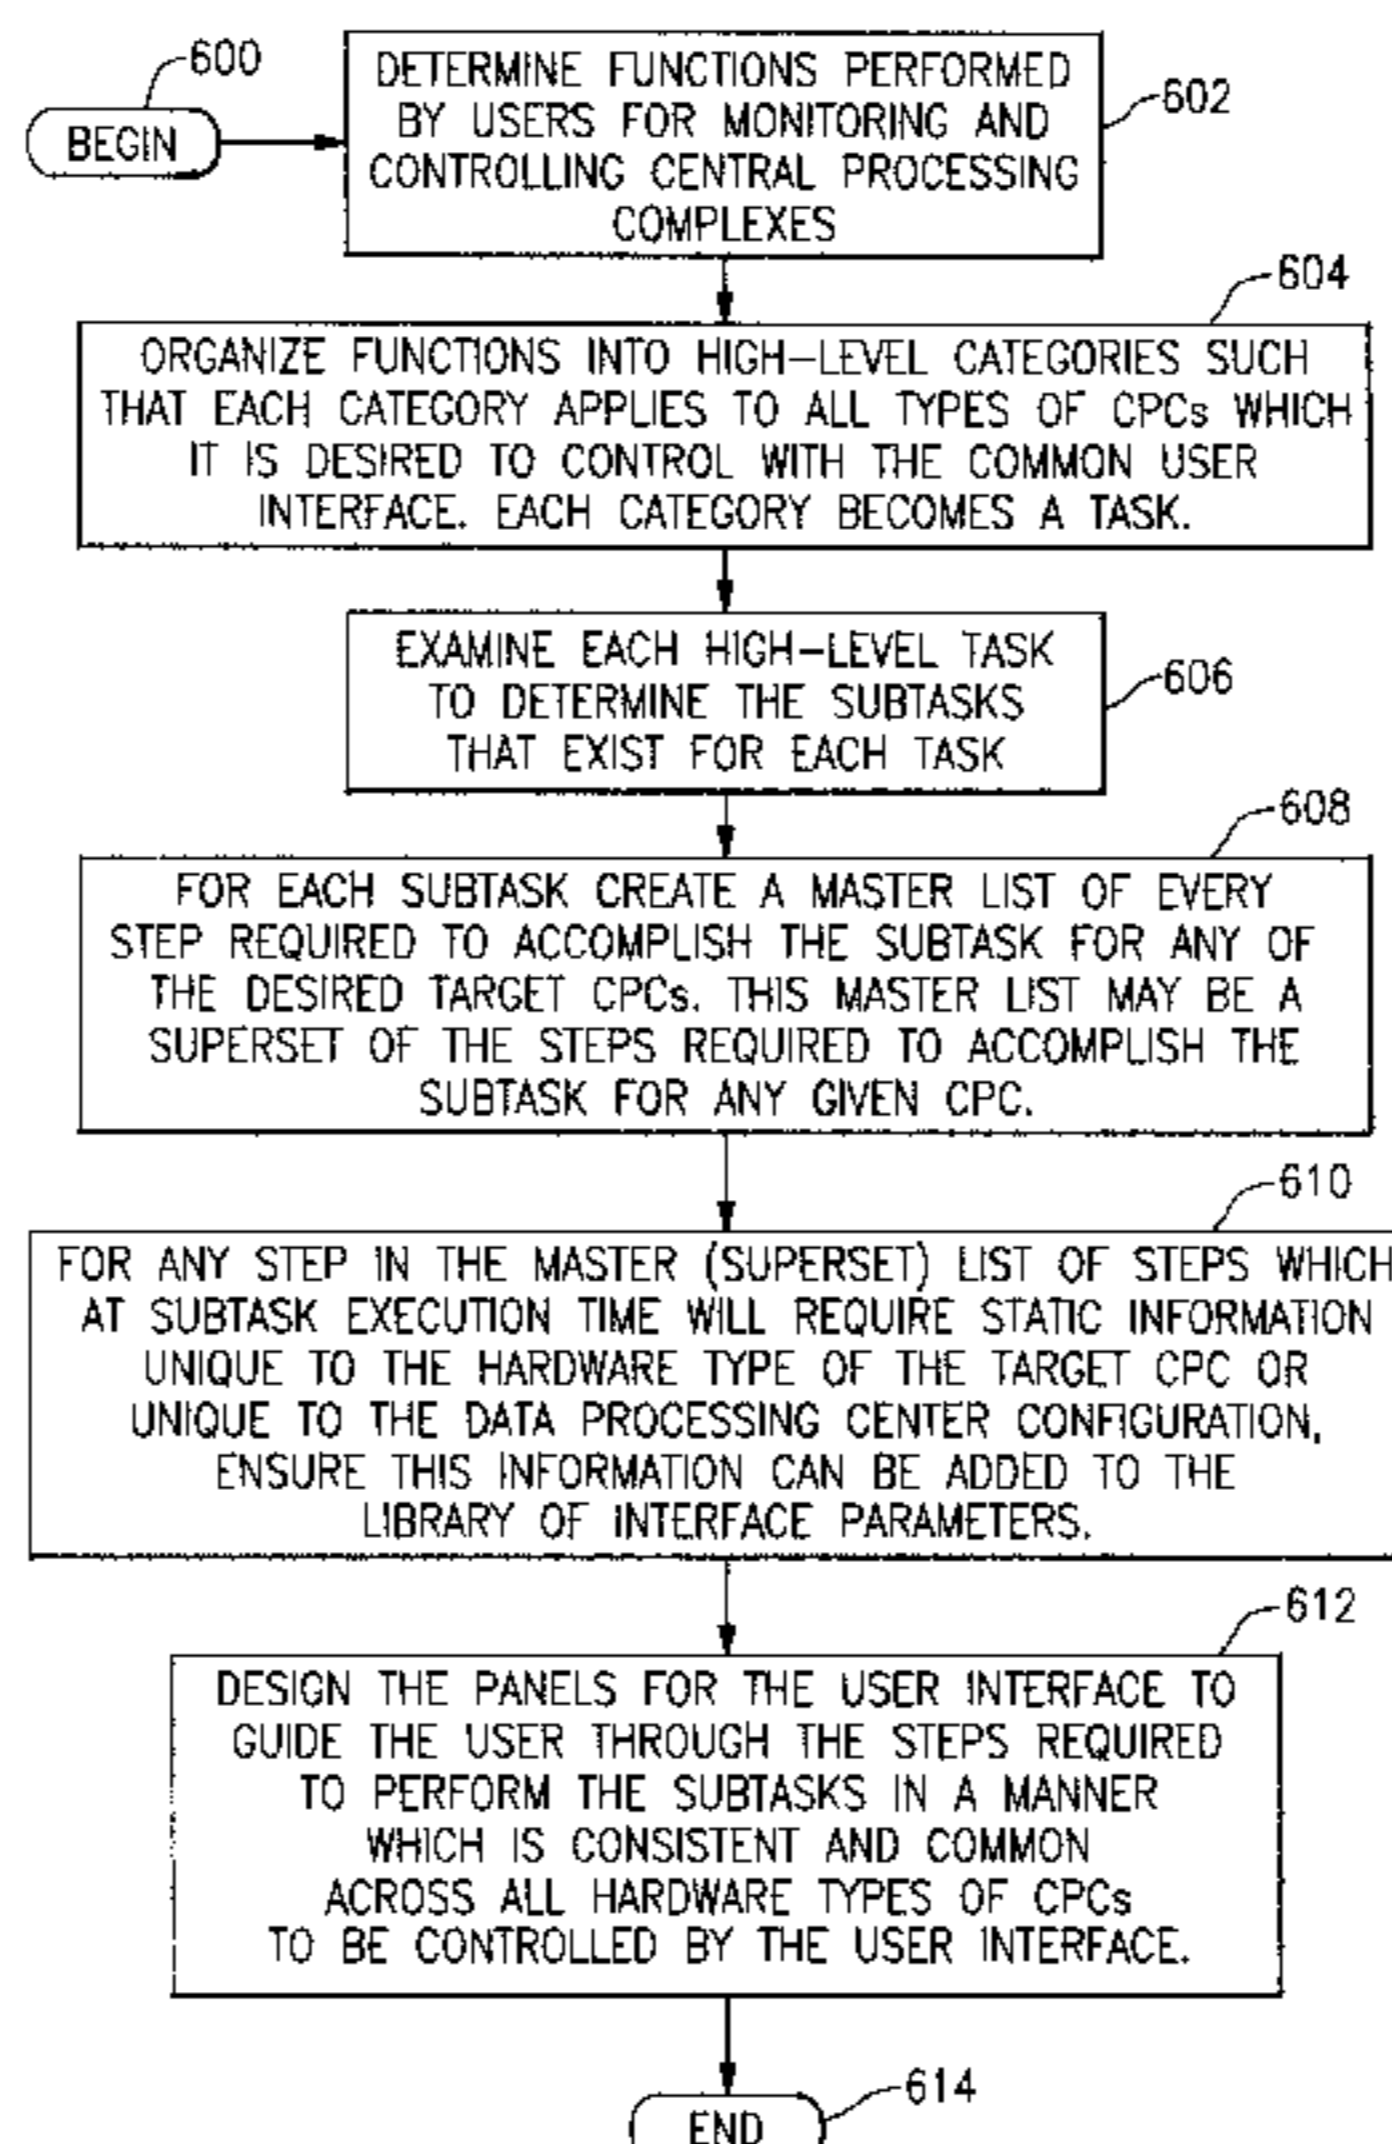 600
BEGIN
DETERMINE FUNCTIONS PERFORMED
BY USERS FOR MONITORING AND
CONTROLLING CENTRAL PROCESSING
COMPLEXES
602
604
ORGANIZE FUNCTIONS INTO HIGH-LEVEL CATEGORIES SUCH
THAT EACH CATEGORY APPLIES TO ALL TYPES OF CPCs WHICH
IT IS DESIRED TO CONTROL WITH THE COMMON USER
INTERFACE. EACH CATEGORY BECOMES A TASK.
EXAMINE EACH HIGH-LEVEL TASK
TO DETERMINE THE SUBTASKS
THAT EXIST FOR EACH TASK
606
608
FOR EACH SUBTASK CREATE A MASTER LIST OF EVERY
STEP REQUIRED TO ACCOMPLISH THE SUBTASK FOR ANY OF
THE DESIRED TARGET CPCs. THIS MASTER LIST MAY BE A
SUPERSET OF THE STEPS REQUIRED TO ACCOMPLISH THE
SUBTASK FOR ANY GIVEN CPC.
610
FOR ANY STEP IN THE MASTER (SUPERSET) LIST OF STEPS WHICH
AT SUBTASK EXECUTION TIME WILL REQUIRE STATIC INFORMATION
UNIQUE TO THE HARDWARE TYPE OF THE TARGET CPC OR
UNIQUE TO THE DATA PROCESSING CENTER CONFIGURATION,
ENSURE THIS INFORMATION CAN BE ADDED TO THE
LIBRARY OF INTERFACE PARAMETERS.
612
DESIGN THE PANELS FOR THE USER INTERFACE TO
GUIDE THE USER THROUGH THE STEPS REQUIRED
TO PERFORM THE SUBTASKS IN A MANNER
WHICH IS CONSISTENT AND COMMON
ACROSS ALL HARDWARE TYPES OF CPCs
TO BE CONTROLLED BY THE USER INTERFACE.
614
END